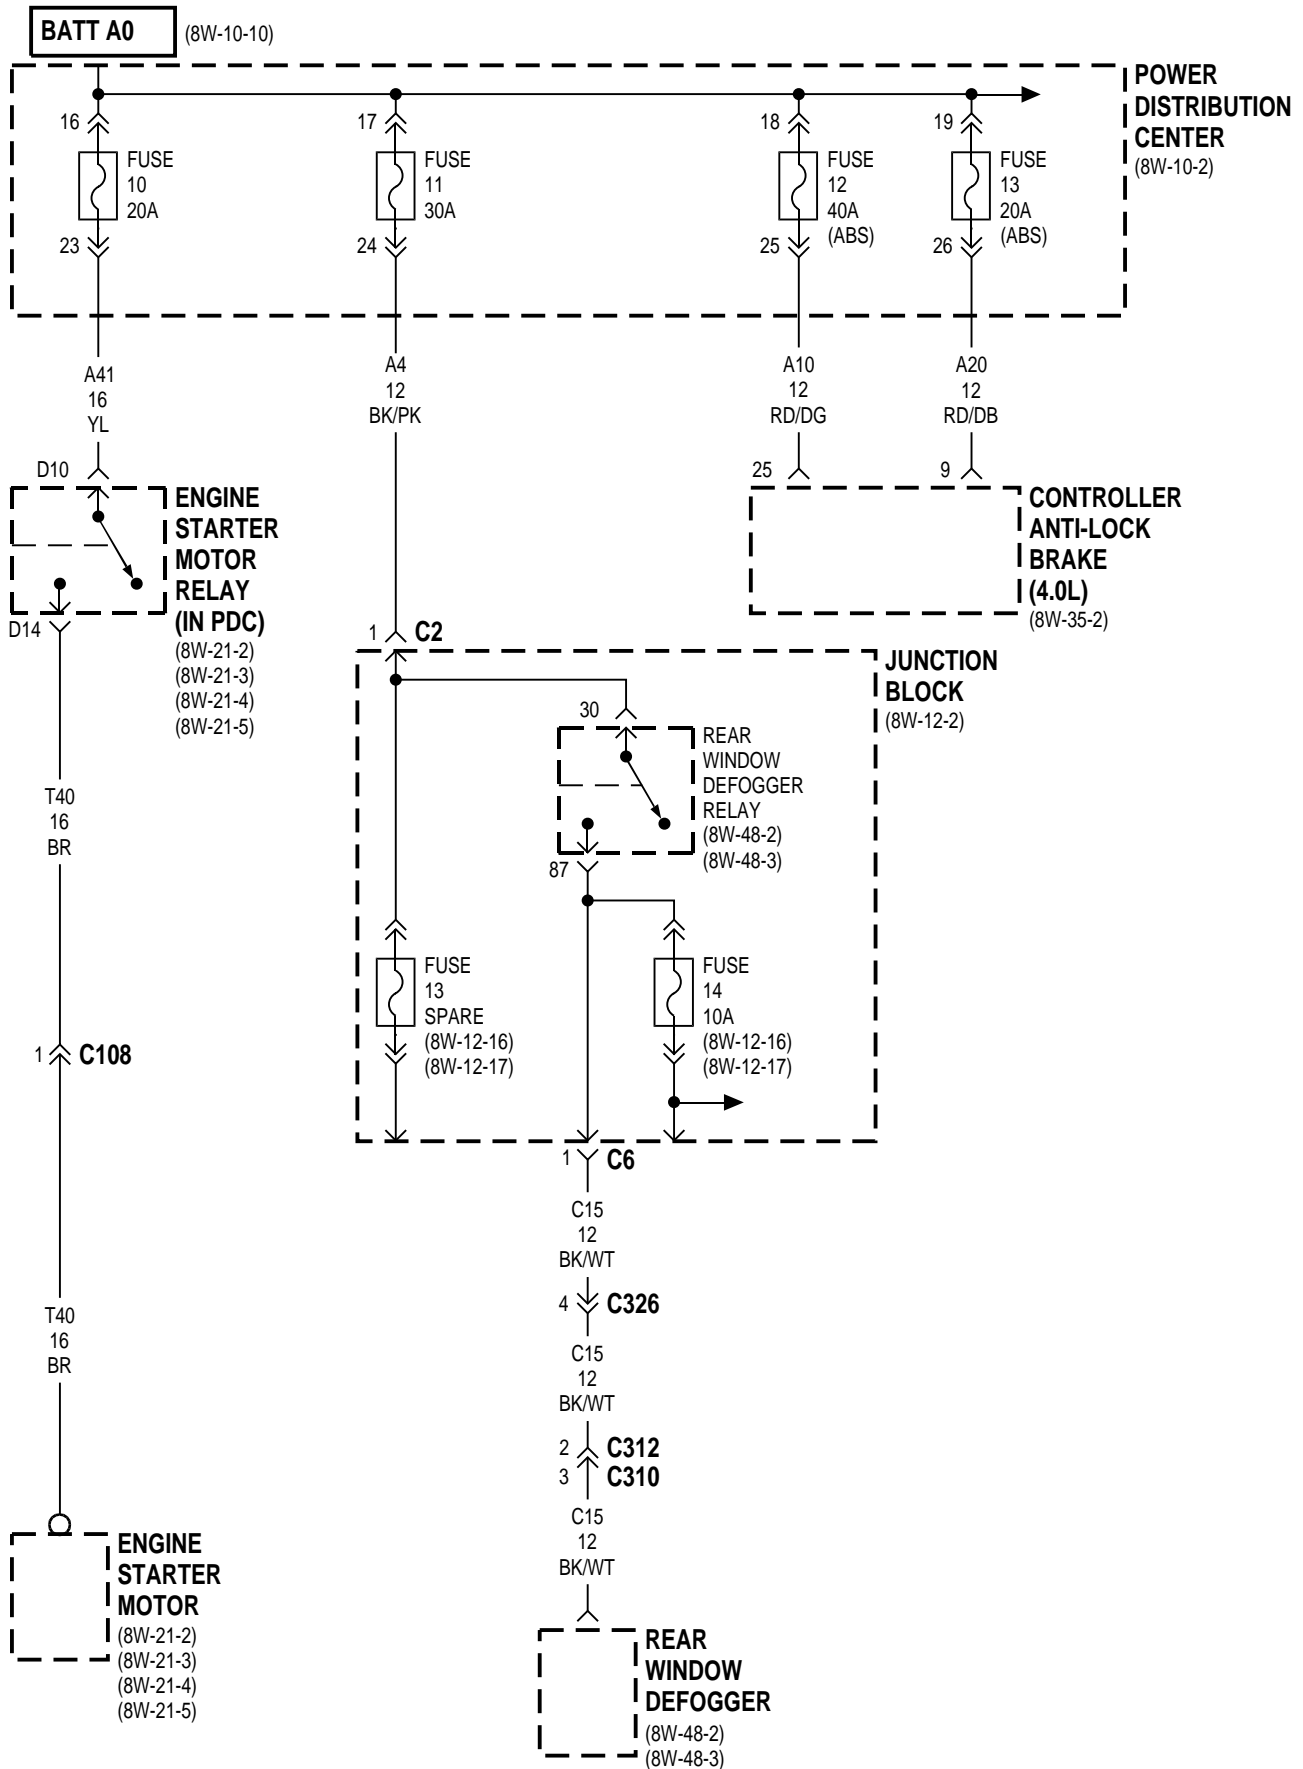 BATT A0
(8W-10-10)
POWER
DISTRIBUTION
CENTER
(8W-10-2)
16
FUSE
10
20A
23
17
FUSE
11
30A
24
18
FUSE
12
40A
(ABS)
25
19
FUSE
13
20A
(ABS)
26
A41
16
YL
A4
12
BK/PK
A10
12
RD/DG
A20
12
RD/DB
D10
ENGINE
STARTER
MOTOR
RELAY
(IN PDC)
(8W-21-2)
(8W-21-3)
(8W-21-4)
(8W-21-5)
D14
25
9
CONTROLLER
ANTI-LOCK
BRAKE
(4.0L)
(8W-35-2)
1
C2
JUNCTION
BLOCK
(8W-12-2)
30
REAR
WINDOW
DEFOGGER
RELAY
(8W-48-2)
(8W-48-3)
87
T40
16
BR
FUSE
13
SPARE
(8W-12-16)
(8W-12-17)
FUSE
14
10A
(8W-12-16)
(8W-12-17)
1
C108
1
C6
C15
12
BK/WT
4
C326
C15
12
BK/WT
2
C312
3
C310
C15
12
BK/WT
T40
16
BR
ENGINE
STARTER
MOTOR
(8W-21-2)
(8W-21-3)
(8W-21-4)
(8W-21-5)
REAR
WINDOW
DEFOGGER
(8W-48-2)
(8W-48-3)